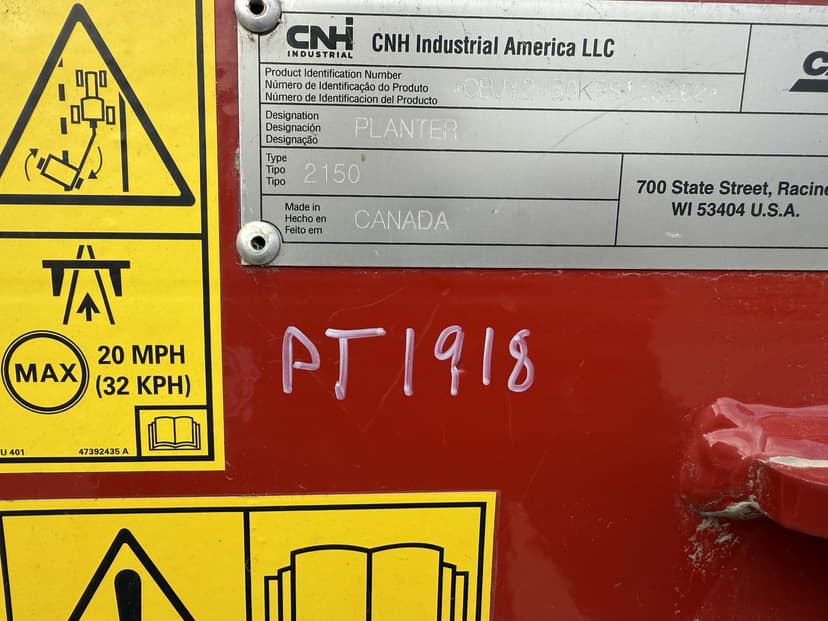 CNH
INDUSTRIAL
CNH Industrial America LLC
Product Identification Number
Número de Identificação do Produto
Número de Identificacion del Producto
Designation
Designación
Designação
PLANTER
Type
Tipo
Tipo
2150
Made in
Hecho en
Feito em
CANADA
700 State Street, Racine
WI 53404 U.S.A.
MAX
20 MPH
(32 KPH)
U 401
47392435 A
PT1918